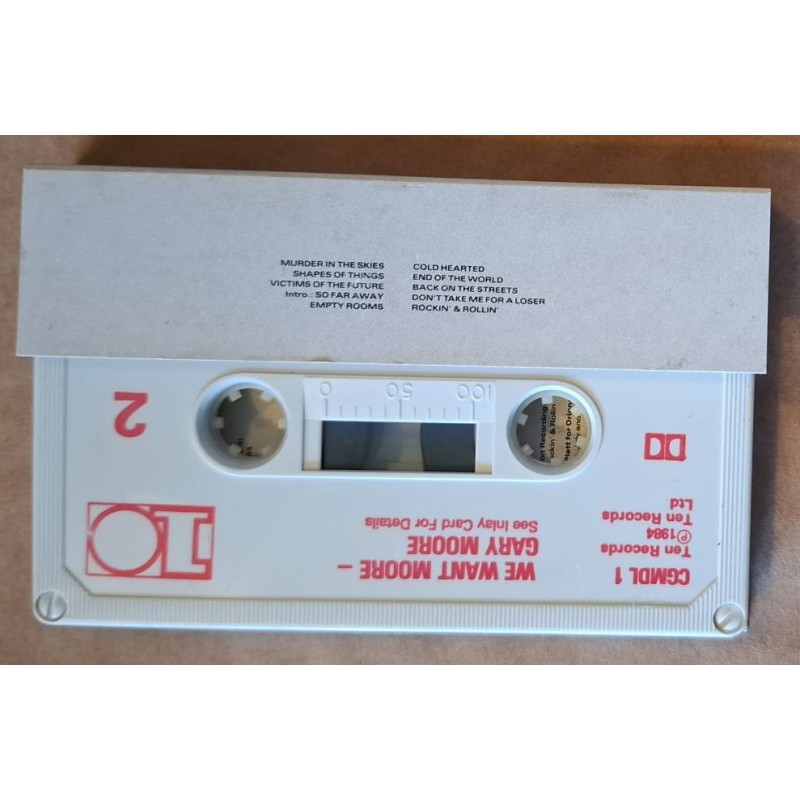 MURDER IN THE SKIES
SHAPES OF THINGS
VICTIMS OF THE FUTURE
Intro.: SO FAR AWAY
EMPTY ROOMS
COLD HEARTED
END OF THE WORLD
BACK ON THE STREETS
DON'T TAKE ME FOR A LOSER
ROCKIN' & ROLLIN'
WE WANT MOORE –
GARY MOORE
See Inlay Card For Details
CGMDL 1
Ten Records
℗1984
Ten Records
Ltd
2
100 50 0
1O